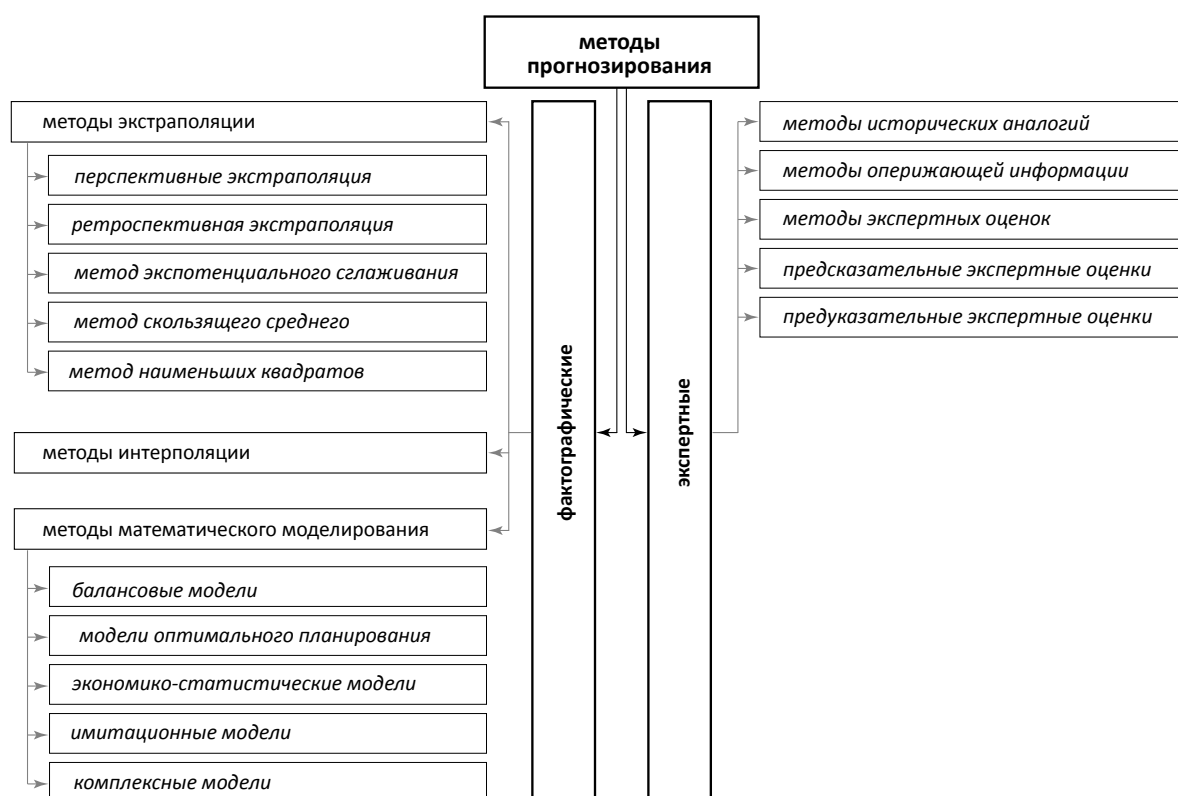 методы
прогнозирования
методы экстраполяции
перспективные экстраполяция
ретроспективная экстраполяция
метод экспотенциального сглаживания
метод скользящего среднего
метод наименьших квадратов
методы интерполяции
методы математического моделирования
балансовые модели
модели оптимального планирования
экономико-статистические модели
имитационные модели
комплексные модели
фактографические
экспертные
методы исторических аналогий
методы оперижающей информации
методы экспертных оценок
предсказательные экспертные оценки
предуказательные экспертные оценки